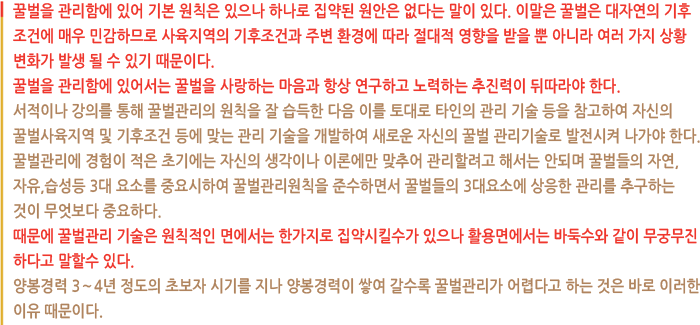 꿀벌을 관리함에 있어 기본 원칙은 있으나 하나로 집약된 원안은 없다는 말이 있다. 이말은 꿀벌은 대자연의 기후
조건에 매우 민감하므로 사육지역의 기후조건과 주변 환경에 따라 절대적 영향을 받을 뿐 아니라 여러 가지 상황
변화가 발생 될 수 있기 때문이다.
꿀벌을 관리함에 있어서는 꿀벌을 사랑하는 마음과 항상 연구하고 노력하는 추진력이 뒤따라야 한다.
서적이나 강의를 통해 꿀벌관리의 원칙을 잘 습득한 다음 이를 토대로 타인의 관리 기술 등을 참고하여 자신의
꿀벌사육지역 및 기후조건 등에 맞는 관리 기술을 개발하여 새로운 자신의 꿀벌 관리기술로 발전시켜 나가야 한다.
꿀벌관리에 경험이 적은 초기에는 자신의 생각이나 이론에만 맞추어 관리할려고 해서는 안되며 꿀벌들의 자연,
자유,습성등 3대 요소를 중요시하여 꿀벌관리원칙을 준수하면서 꿀벌들의 3대요소에 상응한 관리를 추구하는
것이 무엇보다 중요하다.
때문에 꿀벌관리 기술은 원칙적인 면에서는 한가지로 집약시킬수가 있으나 활용면에서는 바둑수와 같이 무궁무진
하다고 말할수 있다.
양봉경력 3~4년 정도의 초보자 시기를 지나 양봉경력이 쌓여 갈수록 꿀벌관리가 어렵다고 하는 것은 바로 이러한
이유 때문이다.